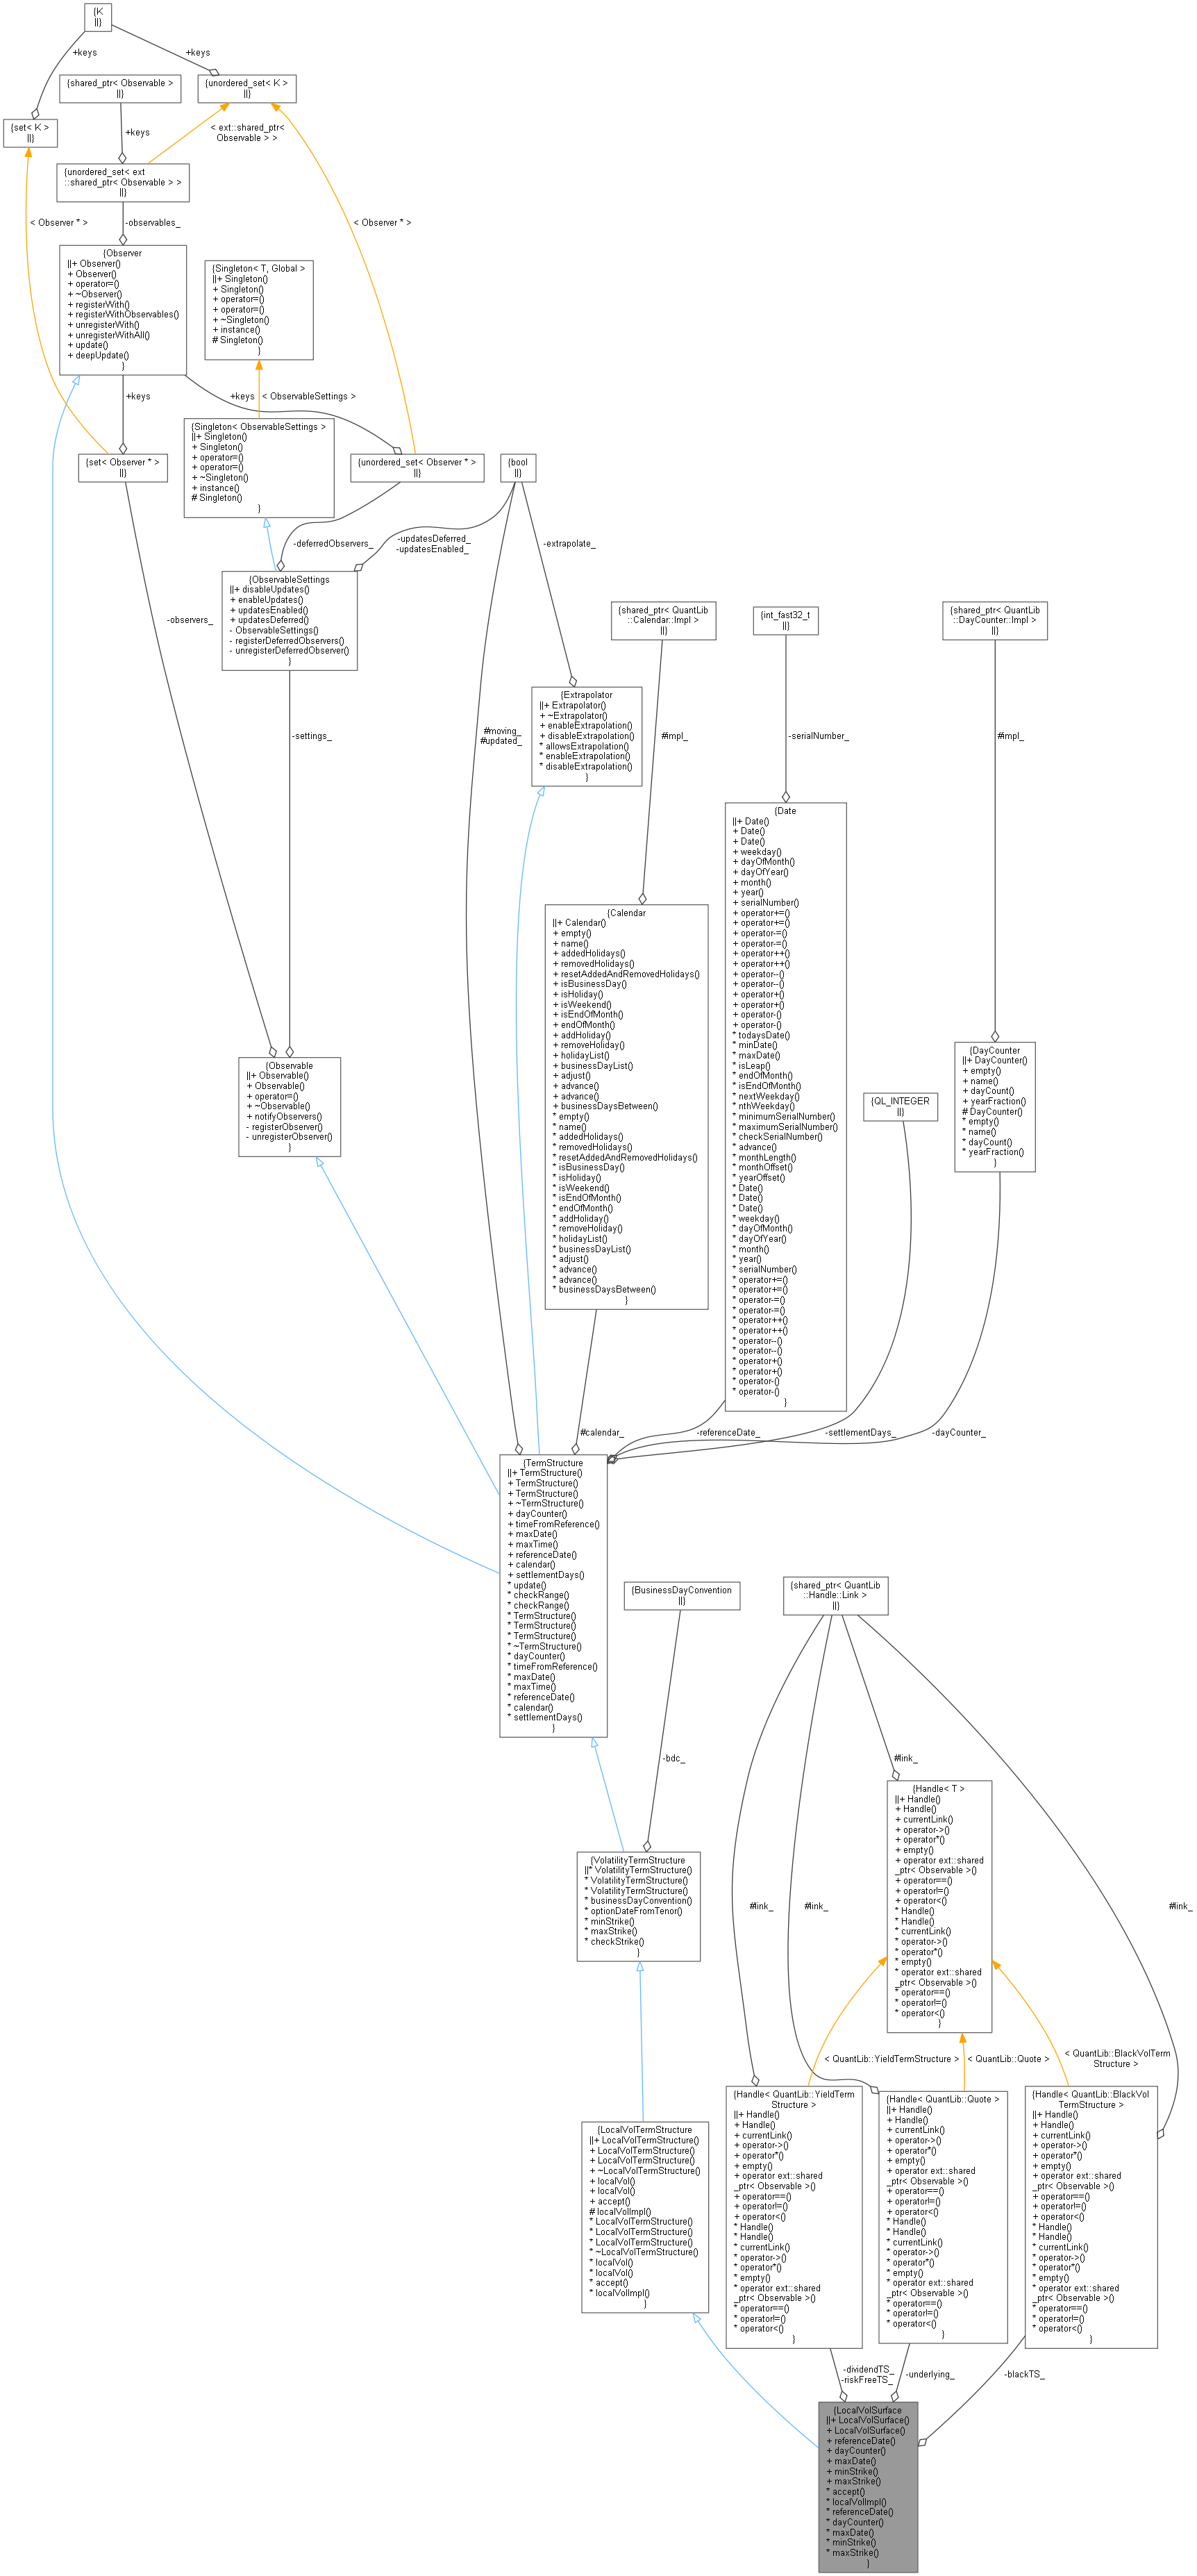 {K
||}
+keys
+keys
{shared_ptr< Observable >
||}
{unordered_set< K >
||}
{set< K >
||}
+keys
< ext::shared_ptr<
Observable > >
{unordered_set< ext
::shared_ptr< Observable > >
||}
< Observer * >
-observables_
< Observer * >
{Observer
||+ Observer()
+ Observer()
+ operator=()
+ ~Observer()
+ registerWith()
+ registerWithObservables()
+ unregisterWith()
+ unregisterWithAll()
+ update()
+ deepUpdate()
}
{Singleton< T, Global >
||+ Singleton()
+ Singleton()
+ operator=()
+ operator=()
+ ~Singleton()
+ instance()
# Singleton()
}
+keys
+keys
< ObservableSettings >
{Singleton< ObservableSettings >
||+ Singleton()
+ Singleton()
+ operator=()
+ operator=()
+ ~Singleton()
+ instance()
# Singleton()
}
{set< Observer * >
||}
{unordered_set< Observer * >
||}
{bool
||}
-deferredObservers_
-updatesDeferred_
-updatesEnabled_
-extrapolate_
{ObservableSettings
||+ disableUpdates()
+ enableUpdates()
+ updatesEnabled()
+ updatesDeferred()
- ObservableSettings()
- registerDeferredObservers()
- unregisterDeferredObserver()
}
-observers_
{shared_ptr< QuantLib
::Calendar::Impl >
||}
{int_fast32_t
||}
{shared_ptr< QuantLib
::DayCounter::Impl >
||}
-settings_
#moving_
#updated_
{Extrapolator
||+ Extrapolator()
+ ~Extrapolator()
+ enableExtrapolation()
+ disableExtrapolation()
* allowsExtrapolation()
* enableExtrapolation()
* disableExtrapolation()
}
#impl_
-serialNumber_
#impl_
{Date
||+ Date()
+ Date()
+ Date()
+ weekday()
+ dayOfMonth()
+ dayOfYear()
+ month()
+ year()
+ serialNumber()
+ operator+=()
+ operator+=()
+ operator-=()
+ operator-=()
+ operator++()
+ operator++()
+ operator--()
+ operator--()
+ operator+()
+ operator+()
+ operator-()
+ operator-()
* todaysDate()
* minDate()
* maxDate()
* isLeap()
* endOfMonth()
* isEndOfMonth()
* nextWeekday()
* nthWeekday()
* minimumSerialNumber()
* maximumSerialNumber()
* checkSerialNumber()
* advance()
* monthLength()
* monthOffset()
* yearOffset()
* Date()
* Date()
* Date()
* weekday()
* dayOfMonth()
* dayOfYear()
* month()
* year()
* serialNumber()
* operator+=()
* operator+=()
* operator-=()
* operator-=()
* operator++()
* operator++()
* operator--()
* operator--()
* operator+()
* operator+()
* operator-()
* operator-()
}
{Calendar
||+ Calendar()
+ empty()
+ name()
+ addedHolidays()
+ removedHolidays()
+ resetAddedAndRemovedHolidays()
+ isBusinessDay()
+ isHoliday()
+ isWeekend()
+ isEndOfMonth()
+ endOfMonth()
+ addHoliday()
+ removeHoliday()
+ holidayList()
+ businessDayList()
+ adjust()
+ advance()
+ advance()
+ businessDaysBetween()
* empty()
* name()
* addedHolidays()
* removedHolidays()
* resetAddedAndRemovedHolidays()
* isBusinessDay()
* isHoliday()
* isWeekend()
* isEndOfMonth()
* endOfMonth()
* addHoliday()
* removeHoliday()
* holidayList()
* businessDayList()
* adjust()
* advance()
* advance()
* businessDaysBetween()
}
{Observable
||+ Observable()
+ Observable()
+ operator=()
+ ~Observable()
+ notifyObservers()
- registerObserver()
- unregisterObserver()
}
{QL_INTEGER
||}
{DayCounter
||+ DayCounter()
+ empty()
+ name()
+ dayCount()
+ yearFraction()
# DayCounter()
* empty()
* name()
* dayCount()
* yearFraction()
}
#calendar_
-referenceDate_
-settlementDays_
-dayCounter_
{TermStructure
||+ TermStructure()
+ TermStructure()
+ TermStructure()
+ ~TermStructure()
+ dayCounter()
+ timeFromReference()
+ maxDate()
+ maxTime()
+ referenceDate()
+ calendar()
+ settlementDays()
* update()
* checkRange()
* checkRange()
* TermStructure()
* TermStructure()
* TermStructure()
* ~TermStructure()
* dayCounter()
* timeFromReference()
* maxDate()
* maxTime()
* referenceDate()
* calendar()
* settlementDays()
}
{BusinessDayConvention
||}
{shared_ptr< QuantLib
::Handle::Link >
||}
-bdc_
#link_
{Handle< T >
||+ Handle()
+ Handle()
+ currentLink()
+ operator->()
+ operator*()
+ empty()
+ operator ext::shared
_ptr< Observable >()
+ operator==()
+ operator!=()
+ operator<()
* Handle()
* Handle()
* currentLink()
* operator->()
* operator*()
* empty()
* operator ext::shared
_ptr< Observable >()
* operator==()
* operator!=()
* operator<()
}
{VolatilityTermStructure
||* VolatilityTermStructure()
* VolatilityTermStructure()
* VolatilityTermStructure()
* businessDayConvention()
* optionDateFromTenor()
* minStrike()
* maxStrike()
* checkStrike()
}
#link_
#link_
#link_
< QuantLib::YieldTermStructure >
< QuantLib::Quote >
< QuantLib::BlackVolTerm
Structure >
{LocalVolTermStructure
||+ LocalVolTermStructure()
+ LocalVolTermStructure()
+ LocalVolTermStructure()
+ ~LocalVolTermStructure()
+ localVol()
+ localVol()
+ accept()
# localVolImpl()
* LocalVolTermStructure()
* LocalVolTermStructure()
* LocalVolTermStructure()
* ~LocalVolTermStructure()
* localVol()
* localVol()
* accept()
* localVolImpl()
}
{Handle< QuantLib::YieldTerm
Structure >
||+ Handle()
+ Handle()
+ currentLink()
+ operator->()
+ operator*()
+ empty()
+ operator ext::shared
_ptr< Observable >()
+ operator==()
+ operator!=()
+ operator<()
* Handle()
* Handle()
* currentLink()
* operator->()
* operator*()
* empty()
* operator ext::shared
_ptr< Observable >()
* operator==()
* operator!=()
* operator<()
}
{Handle< QuantLib::Quote >
||+ Handle()
+ Handle()
+ currentLink()
+ operator->()
+ operator*()
+ empty()
+ operator ext::shared
_ptr< Observable >()
+ operator==()
+ operator!=()
+ operator<()
* Handle()
* Handle()
* currentLink()
* operator->()
* operator*()
* empty()
* operator ext::shared
_ptr< Observable >()
* operator==()
* operator!=()
* operator<()
}
{Handle< QuantLib::BlackVol
TermStructure >
||+ Handle()
+ Handle()
+ currentLink()
+ operator->()
+ operator*()
+ empty()
+ operator ext::shared
_ptr< Observable >()
+ operator==()
+ operator!=()
+ operator<()
* Handle()
* Handle()
* currentLink()
* operator->()
* operator*()
* empty()
* operator ext::shared
_ptr< Observable >()
* operator==()
* operator!=()
* operator<()
}
-dividendTS_
-riskFreeTS_
-underlying_
-blackTS_
{LocalVolSurface
||+ LocalVolSurface()
+ LocalVolSurface()
+ referenceDate()
+ dayCounter()
+ maxDate()
+ minStrike()
+ maxStrike()
* accept()
* localVolImpl()
* referenceDate()
* dayCounter()
* maxDate()
* minStrike()
* maxStrike()
}